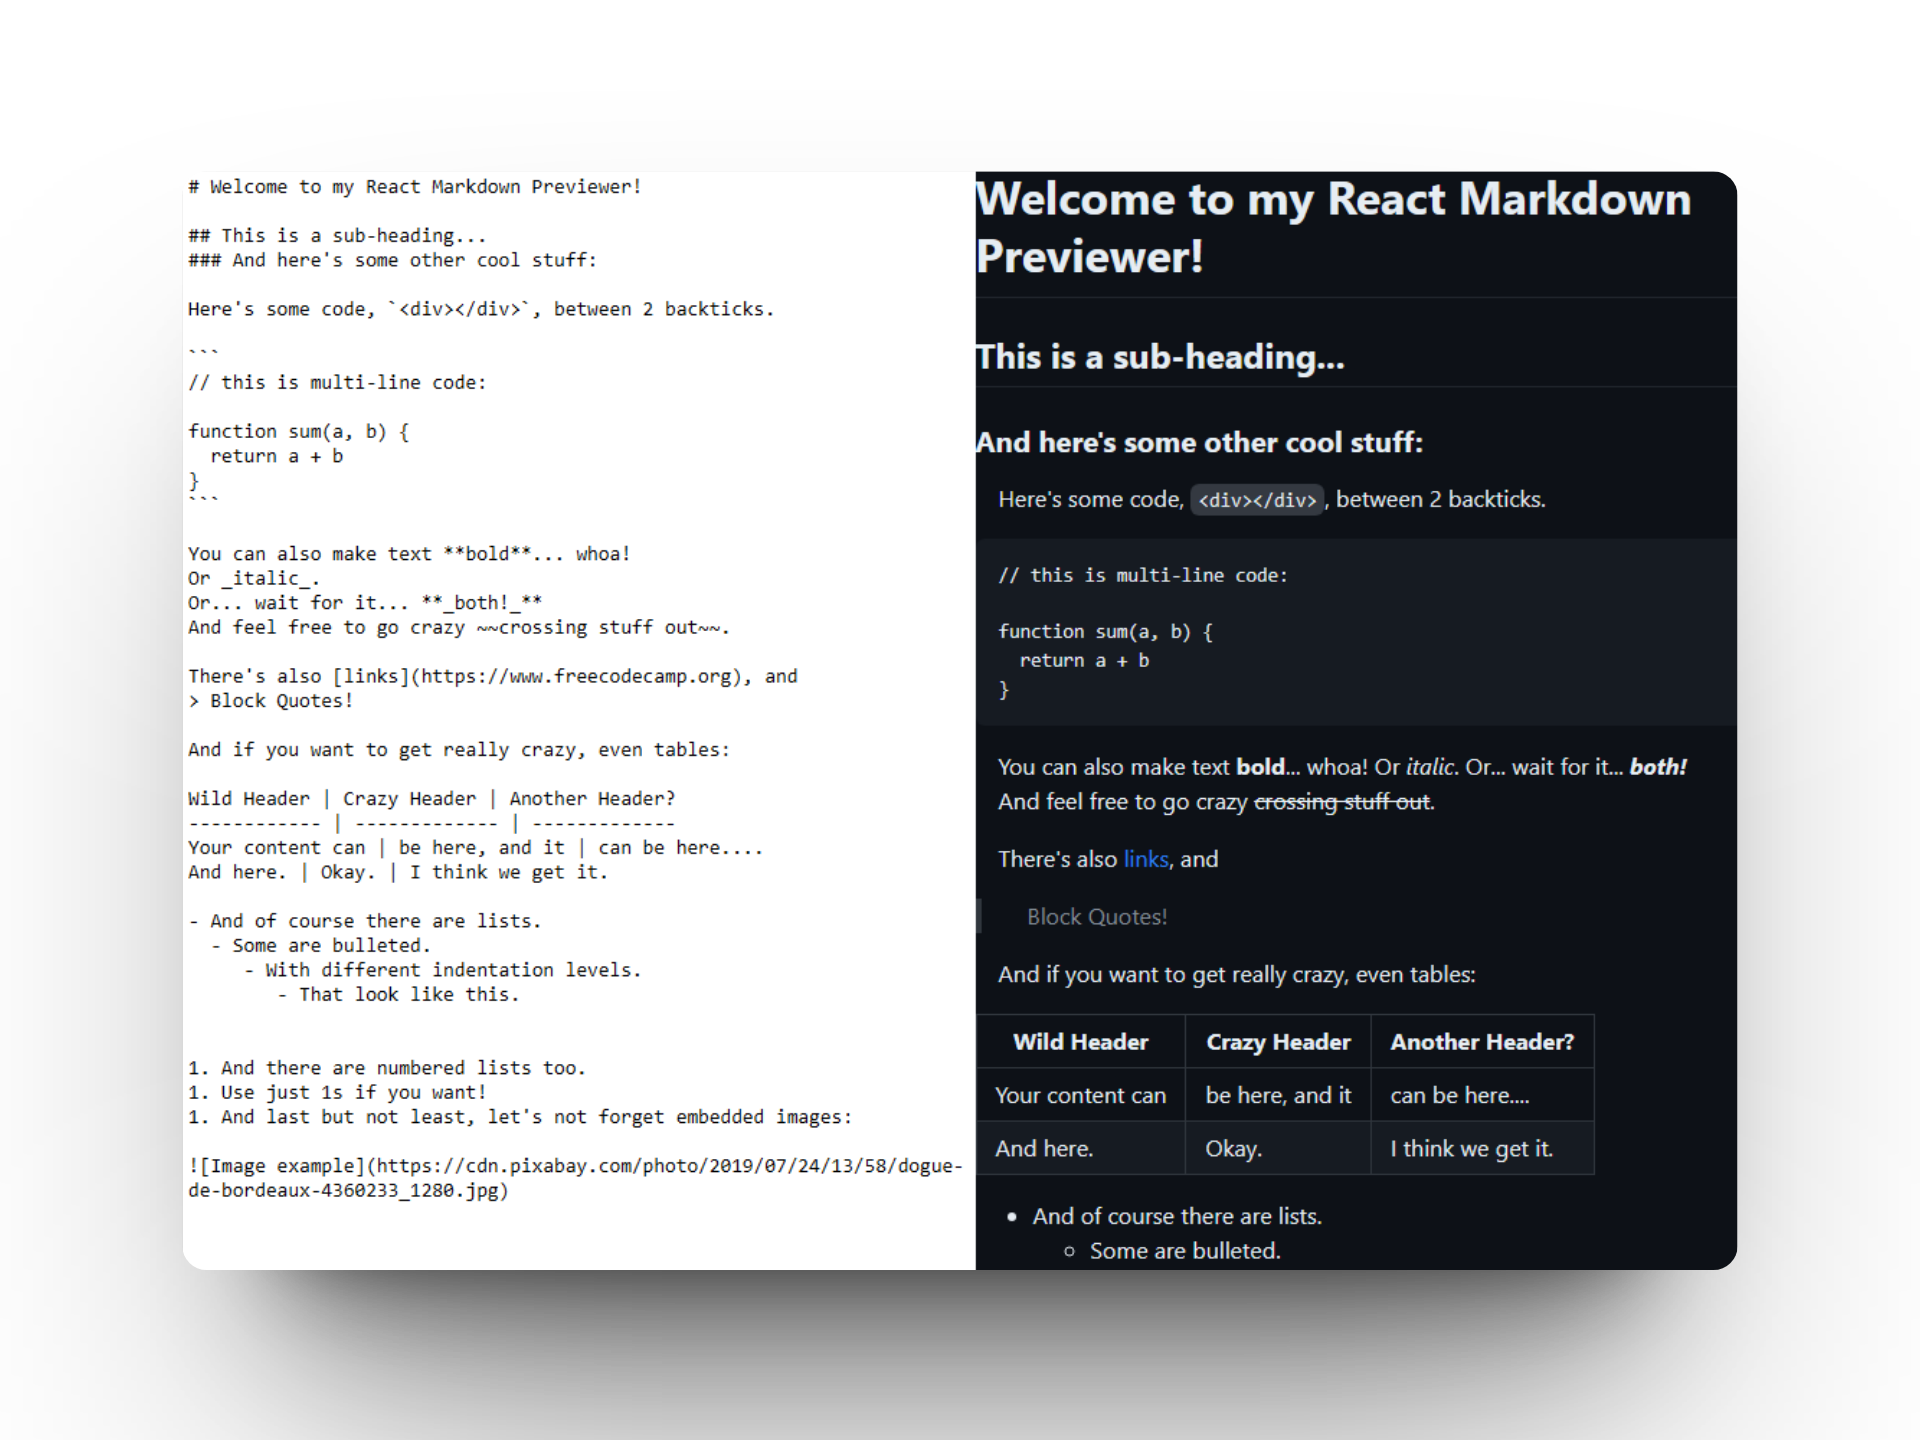 # Welcome to my React Markdown Previewer!
## This is a sub-heading...
### And here's some other cool stuff:
Here's some code, `<div></div>`, between 2 backticks.
```
// this is multi-line code:
function sum(a, b) {
  return a + b
}
```
You can also make text **bold**... whoa!
Or _italic_.
Or... wait for it... **_both!_**
And feel free to go crazy ~~crossing stuff out~~.
There's also [links](https://www.freecodecamp.org), and
> Block Quotes!
And if you want to get really crazy, even tables:
Wild Header | Crazy Header | Another Header?
------------ | ------------- | -------------
Your content can | be here, and it | can be here....
And here. | Okay. | I think we get it.
- And of course there are lists.
  - Some are bulleted.
     - With different indentation levels.
        - That look like this.
1. And there are numbered lists too.
1. Use just 1s if you want!
1. And last but not least, let's not forget embedded images:
![Image example](https://cdn.pixabay.com/photo/2019/07/24/13/58/dogue-
de-bordeaux-4360233_1280.jpg)
Welcome to my React Markdown
Previewer!
This is a sub-heading...
And here's some other cool stuff:
Here's some code, <div></div>, between 2 backticks.
// this is multi-line code:
function sum(a, b) {
  return a + b
}
You can also make text bold... whoa! Or italic. Or... wait for it... both!
And feel free to go crazy crossing stuff out.
There's also links, and
Block Quotes!
And if you want to get really crazy, even tables:
Wild Header Crazy Header Another Header?
Your content can be here, and it can be here....
And here. Okay. I think we get it.
• And of course there are lists.
○ Some are bulleted.